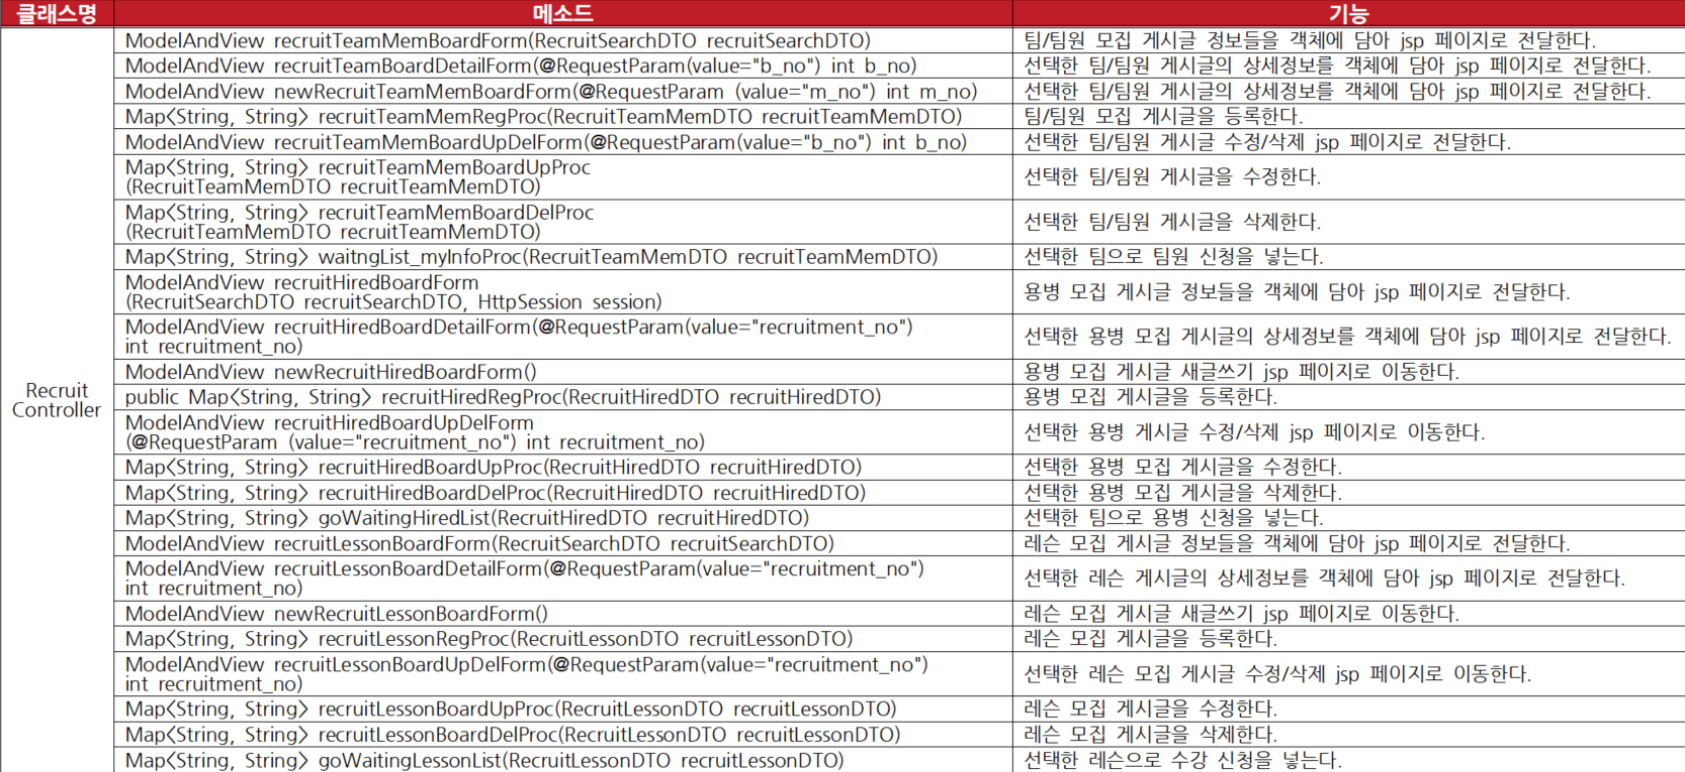 클래스명 메소드 기능
ModelAndView recruitTeamMemBoardForm(RecruitSearchDTO recruitSearchDTO) 팀/팀원 모집 게시글 정보들을 객체에 담아 jsp 페이지로 전달한다.
ModelAndView recruitTeamBoardDetailForm(@RequestParam(value="b_no") int b_no) 선택한 팀/팀원 게시글의 상세정보를 객체에 담아 jsp 페이지로 전달한다.
ModelAndView newRecruitTeamMemBoardForm(@RequestParam (value="m_no") int m_no) 선택한 팀/팀원 게시글의 상세정보를 객체에 담아 jsp 페이지로 전달한다.
Map<String, String> recruitTeamMemRegProc(RecruitTeamMemDTO recruitTeamMemDTO) 팀/팀원 모집 게시글을 등록한다.
ModelAndView recruitTeamMemBoardUpDelForm(@RequestParam(value="b_no") int b_no) 선택한 팀/팀원 게시글 수정/삭제 jsp 페이지로 전달한다.
Map<String, String> recruitTeamMemBoardUpProc
(RecruitTeamMemDTO recruitTeamMemDTO) 선택한 팀/팀원 게시글을 수정한다.
Map<String, String> recruitTeamMemBoardDelProc
(RecruitTeamMemDTO recruitTeamMemDTO) 선택한 팀/팀원 게시글을 삭제한다.
Map<String, String> waitngList_myInfoProc(RecruitTeamMemDTO recruitTeamMemDTO) 선택한 팀으로 팀원 신청을 넣는다.
ModelAndView recruitHiredBoardForm
(RecruitSearchDTO recruitSearchDTO, HttpSession session) 용병 모집 게시글 정보들을 객체에 담아 jsp 페이지로 전달한다.
ModelAndView recruitHiredBoardDetailForm(@RequestParam(value="recruitment_no")
int recruitment_no) 선택한 용병 모집 게시글의 상세정보를 객체에 담아 jsp 페이지로 전달한다.
ModelAndView newRecruitHiredBoardForm() 용병 모집 게시글 새글쓰기 jsp 페이지로 이동한다.
Recruit
Controller
public Map<String, String> recruitHiredRegProc(RecruitHiredDTO recruitHiredDTO) 용병 모집 게시글을 등록한다.
ModelAndView recruitHiredBoardUpDelForm
(@RequestParam (value="recruitment_no") int recruitment_no) 선택한 용병 게시글 수정/삭제 jsp 페이지로 이동한다.
Map<String, String> recruitHiredBoardUpProc(RecruitHiredDTO recruitHiredDTO) 선택한 용병 모집 게시글을 수정한다.
Map<String, String> recruitHiredBoardDelProc(RecruitHiredDTO recruitHiredDTO) 선택한 용병 모집 게시글을 삭제한다.
Map<String, String> goWaitingHiredList(RecruitHiredDTO recruitHiredDTO) 선택한 팀으로 용병 신청을 넣는다.
ModelAndView recruitLessonBoardForm(RecruitSearchDTO recruitSearchDTO) 레슨 모집 게시글 정보들을 객체에 담아 jsp 페이지로 전달한다.
ModelAndView recruitLessonBoardDetailForm(@RequestParam(value="recruitment_no")
int recruitment_no) 선택한 레슨 게시글의 상세정보를 객체에 담아 jsp 페이지로 전달한다.
ModelAndView newRecruitLessonBoardForm() 레슨 모집 게시글 새글쓰기 jsp 페이지로 이동한다.
Map<String, String> recruitLessonRegProc(RecruitLessonDTO recruitLessonDTO) 레슨 모집 게시글을 등록한다.
ModelAndView recruitLessonBoardUpDelForm(@RequestParam(value="recruitment_no")
int recruitment_no) 선택한 레슨 모집 게시글 수정/삭제 jsp 페이지로 이동한다.
Map<String, String> recruitLessonBoardUpProc(RecruitLessonDTO recruitLessonDTO) 레슨 모집 게시글을 수정한다.
Map<String, String> recruitLessonBoardDelProc(RecruitLessonDTO recruitLessonDTO) 레슨 모집 게시글을 삭제한다.
Map<String, String> goWaitingLessonList(RecruitLessonDTO recruitLessonDTO) 선택한 레슨으로 수강 신청을 넣는다.